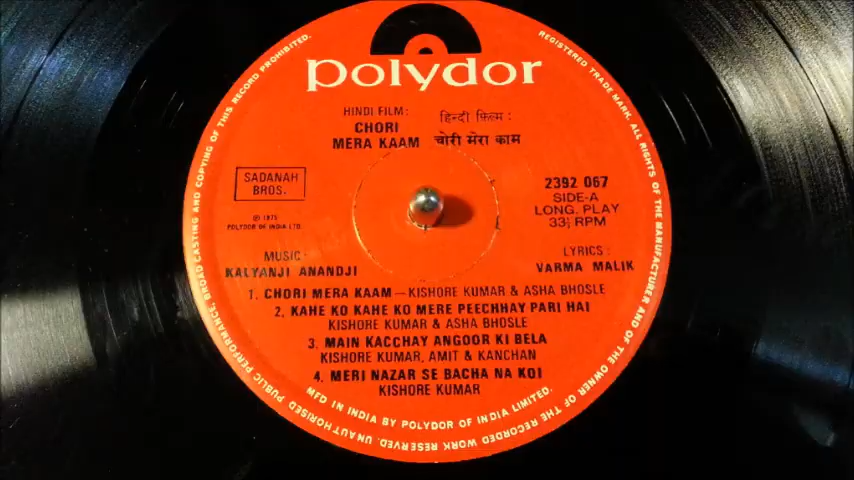 polydor
HINDI FILM:
CHORI
MERA KAAM
हिन्दी फिल्म :
चोरी मेरा काम
SADANAH
BROS.
℗ 1975
POLYDOR OF INDIA LTD.
2392 067
SIDE-A
LONG. PLAY
33⅓ RPM
MUSIC:
KALYANJI ANANDJI
LYRICS:
VARMA MALIK
1. CHORI MERA KAAM — KISHORE KUMAR & ASHA BHOSLE
2. KAHE KO KAHE KO MERE PEECHHAY PARI HAI
KISHORE KUMAR & ASHA BHOSLE
3. MAIN KACCHAY ANGOOR KI BELA
KISHORE KUMAR, AMIT & KANCHAN
4. MERI NAZAR SE BACHA NA KOI
KISHORE KUMAR
MFD IN INDIA BY POLYDOR OF INDIA LIMITED.
REGISTERED TRADE MARK. ALL RIGHTS OF THE MANUFACTURER AND OF THE OWNER OF THE RECORDED WORK RESERVED. UNAUTHORISED PUBLIC PERFORMANCE, BROADCASTING AND COPYING OF THIS RECORD PROHIBITED.